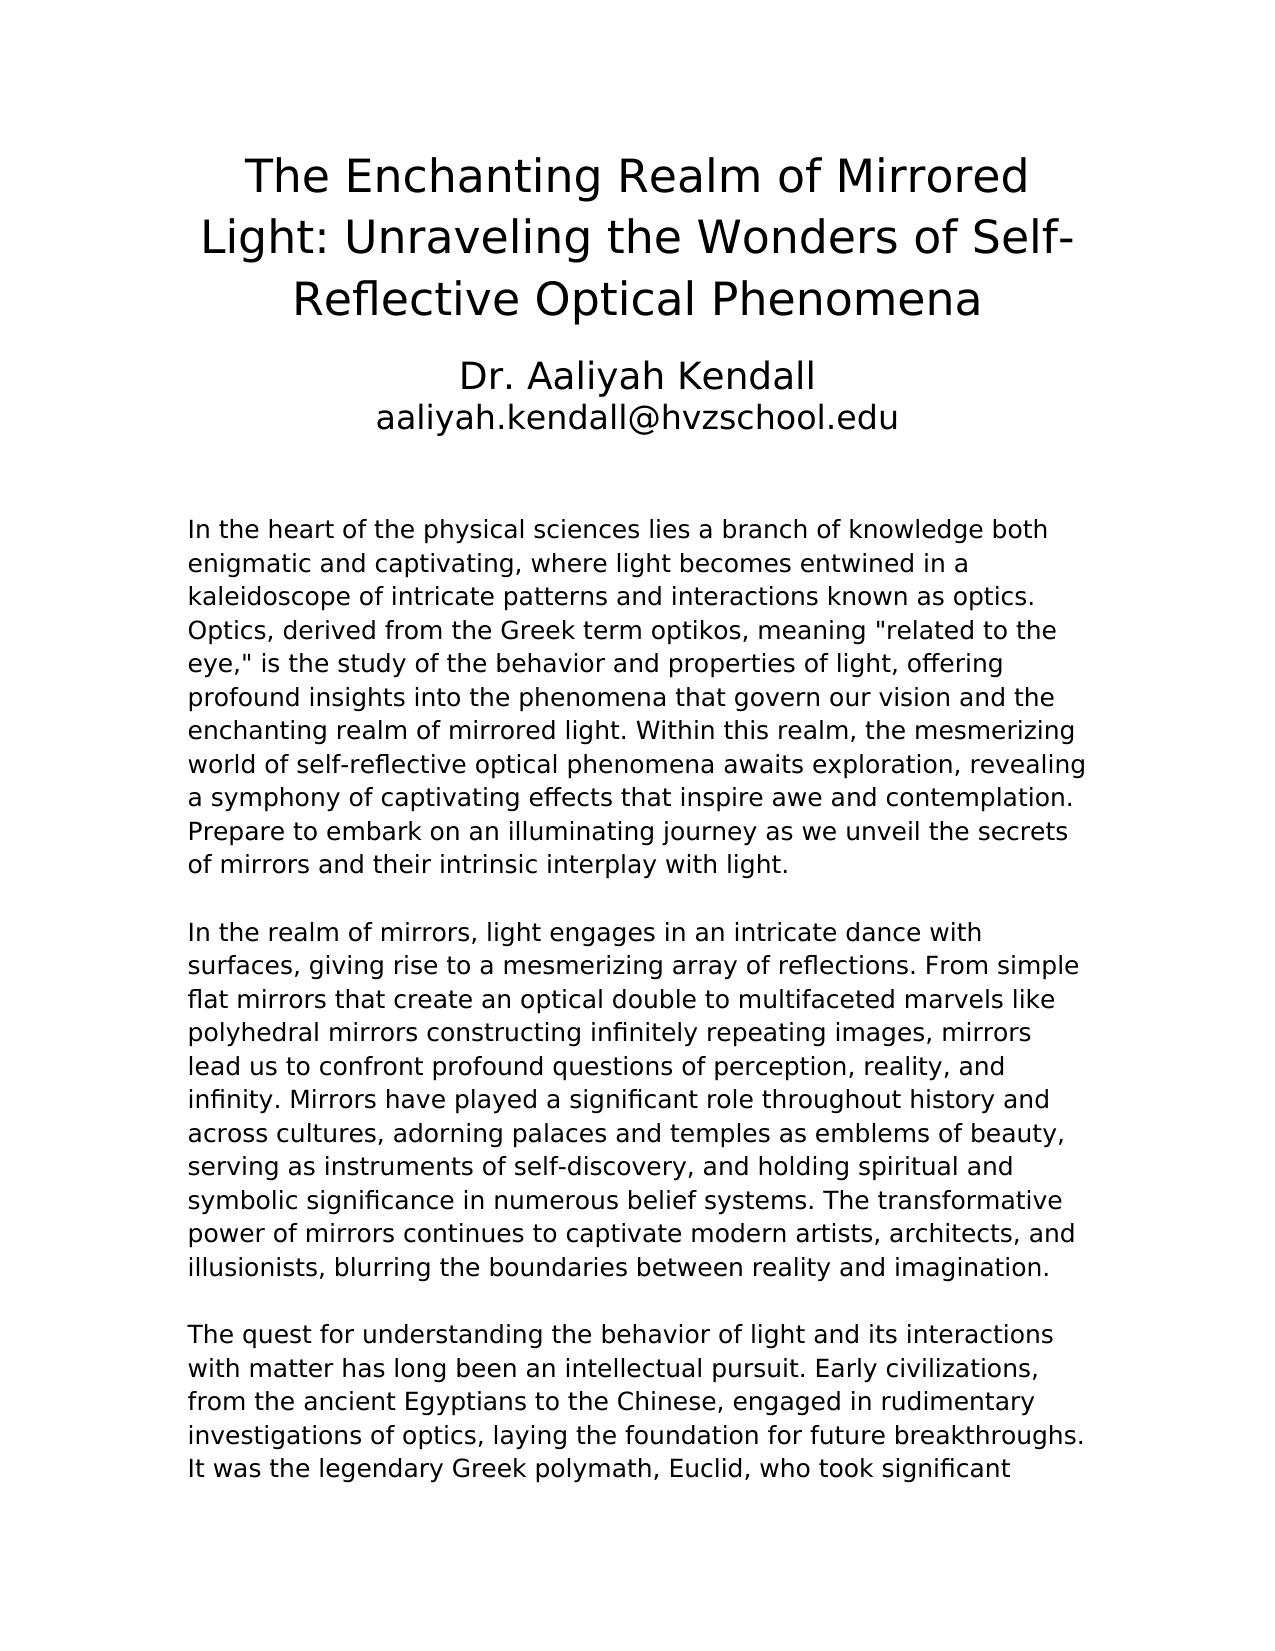 The Enchanting Realm of Mirrored
Light: Unraveling the Wonders of Self-
Reflective Optical Phenomena
Dr. Aaliyah Kendall
aaliyah.kendall@hvzschool.edu
In the heart of the physical sciences lies a branch of knowledge both
enigmatic and captivating, where light becomes entwined in a
kaleidoscope of intricate patterns and interactions known as optics.
Optics, derived from the Greek term optikos, meaning "related to the
eye," is the study of the behavior and properties of light, offering
profound insights into the phenomena that govern our vision and the
enchanting realm of mirrored light. Within this realm, the mesmerizing
world of self-reflective optical phenomena awaits exploration, revealing
a symphony of captivating effects that inspire awe and contemplation.
Prepare to embark on an illuminating journey as we unveil the secrets
of mirrors and their intrinsic interplay with light.
In the realm of mirrors, light engages in an intricate dance with
surfaces, giving rise to a mesmerizing array of reflections. From simple
flat mirrors that create an optical double to multifaceted marvels like
polyhedral mirrors constructing infinitely repeating images, mirrors
lead us to confront profound questions of perception, reality, and
infinity. Mirrors have played a significant role throughout history and
across cultures, adorning palaces and temples as emblems of beauty,
serving as instruments of self-discovery, and holding spiritual and
symbolic significance in numerous belief systems. The transformative
power of mirrors continues to captivate modern artists, architects, and
illusionists, blurring the boundaries between reality and imagination.
The quest for understanding the behavior of light and its interactions
with matter has long been an intellectual pursuit. Early civilizations,
from the ancient Egyptians to the Chinese, engaged in rudimentary
investigations of optics, laying the foundation for future breakthroughs.
It was the legendary Greek polymath, Euclid, who took significant